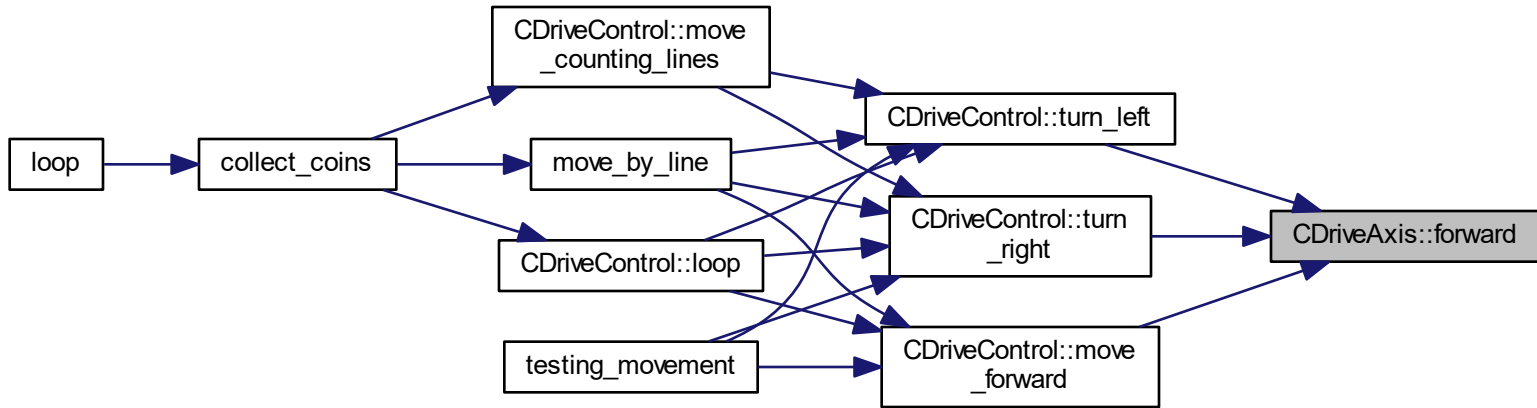 loop
collect_coins
CDriveControl::move
_counting_lines
move_by_line
CDriveControl::loop
testing_movement
CDriveControl::turn_left
CDriveControl::turn
_right
CDriveControl::move
_forward
CDriveAxis::forward